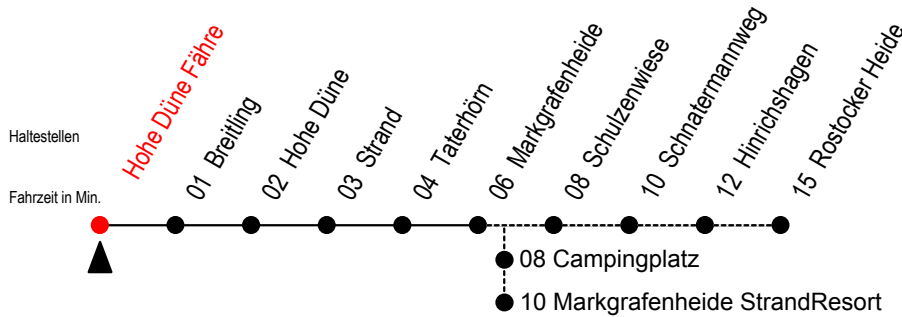 Haltestellen
Fahrzeit in Min.
Hohe Düne Fähre
01 Breitling
02 Hohe Düne
03 Strand
04 Taterhörn
06 Markgrafenheide
08 Schulzenwiese
10 Schnatermannweg
12 Hinrichshagen
15 Rostocker Heide
08 Campingplatz
10 Markgrafenheide StrandResort